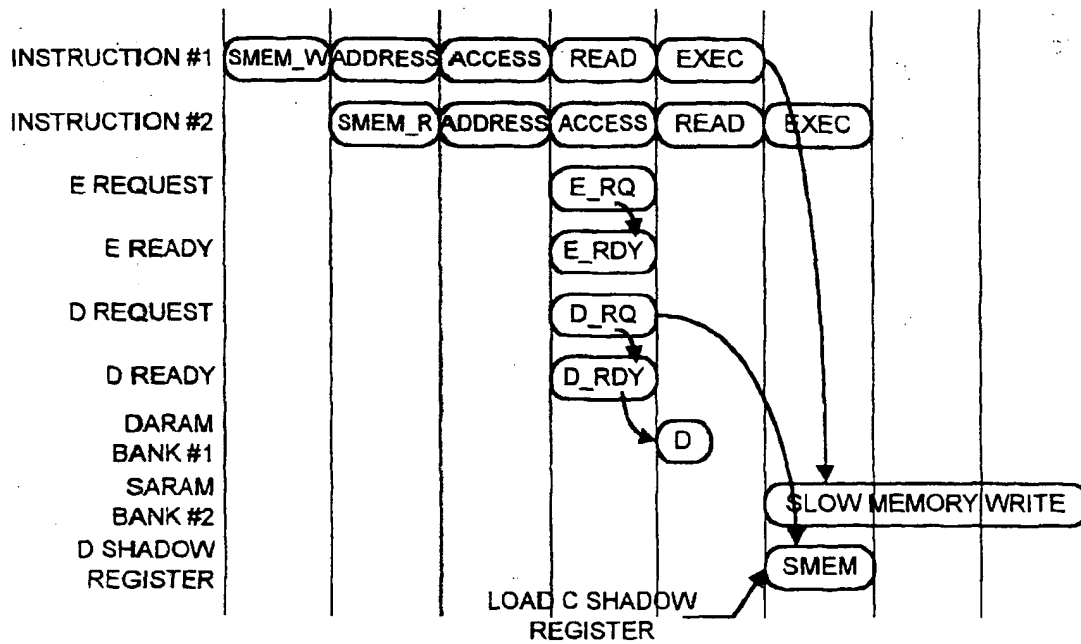 INSTRUCTION #1 SMEM_W ADDRESS ACCESS READ EXEC
INSTRUCTION #2 SMEM_R ADDRESS ACCESS READ EXEC
E REQUEST E_RQ
E READY E_RDY
D REQUEST D_RQ
D READY D_RDY
DARAM
BANK #1 D
SARAM
BANK #2 SLOW MEMORY WRITE
D SHADOW
REGISTER SMEM
LOAD C SHADOW
REGISTER